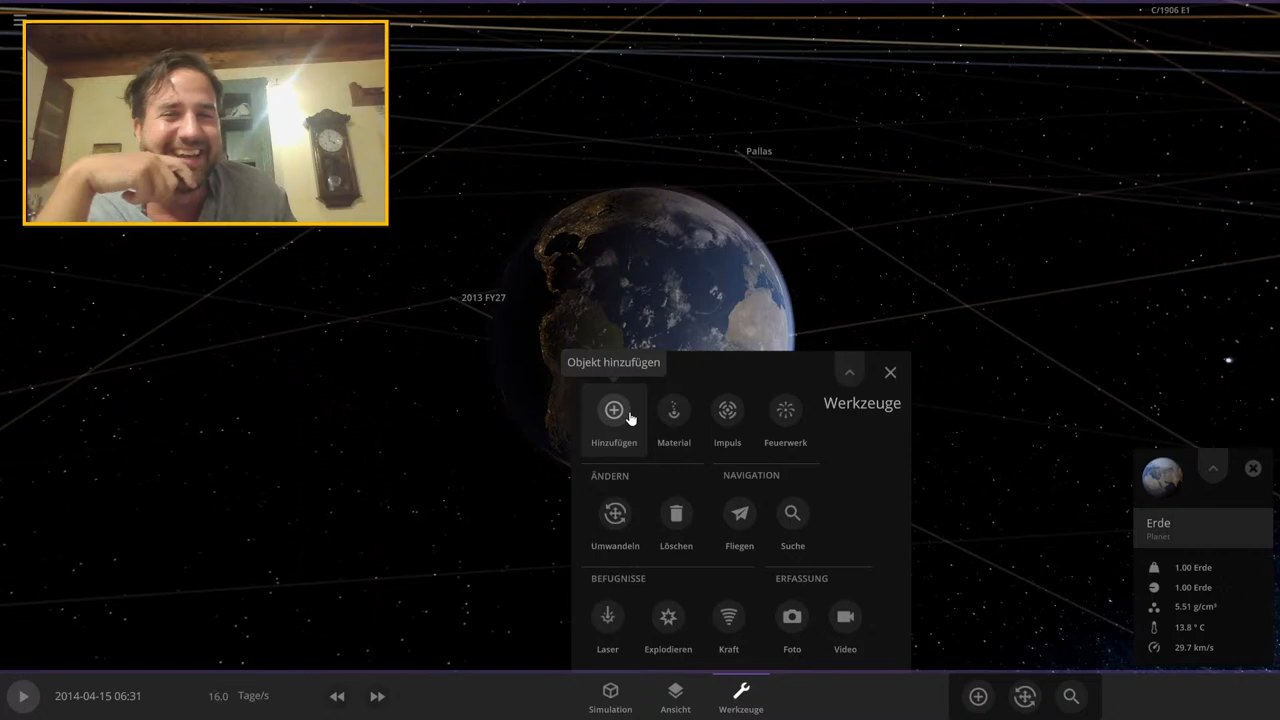 C/1906 E1
Pallas
2013 FY27
Objekt hinzufügen
Werkzeuge
Hinzufügen
Material
Impuls
Feuerwerk
ÄNDERN
NAVIGATION
Umwandeln
Löschen
Fliegen
Suche
BEFUGNISSE
ERFASSUNG
Laser
Explodieren
Kraft
Foto
Video
Erde
Planet
1.00 Erde
1.00 Erde
5.51 g/cm³
13.8 ° C
29.7 km/s
2014-04-15 06:31
16,0 Tage/s
Simulation
Ansicht
Werkzeuge